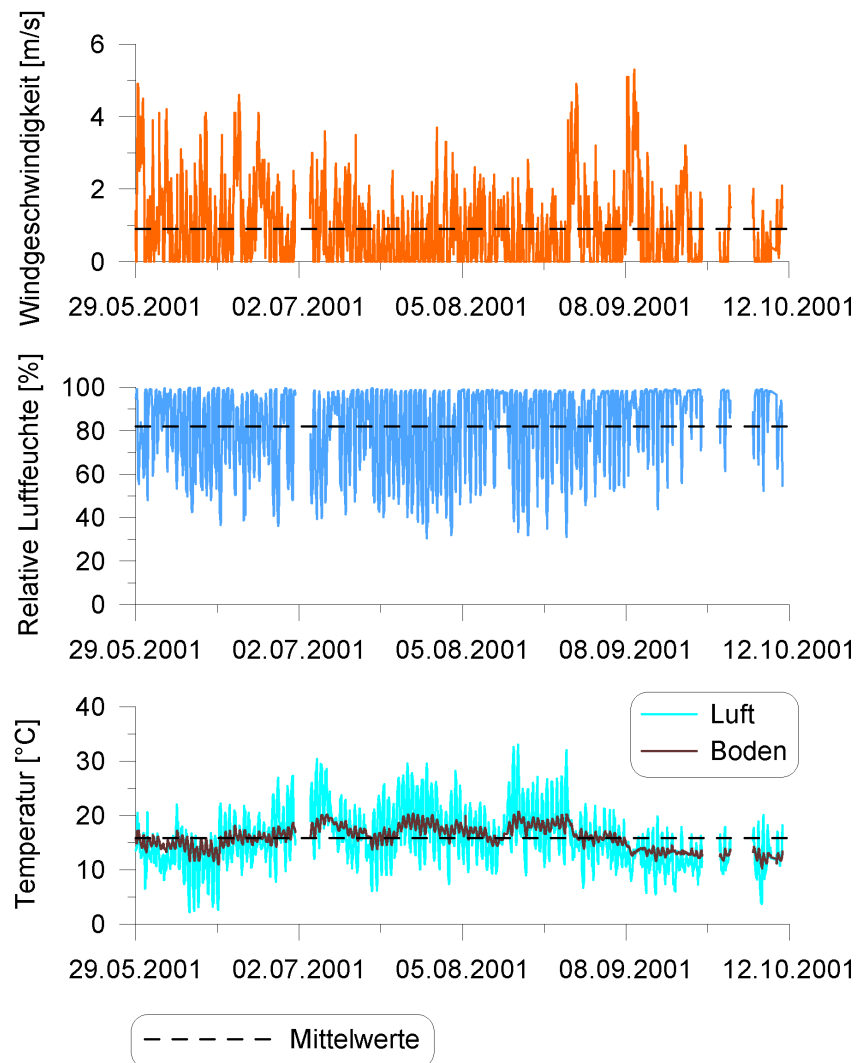 Windgeschwindigkeit [m/s]
6
4
2
0
29.05.2001 02.07.2001 05.08.2001 08.09.2001 12.10.2001
Relative Luftfeuchte [%]
100
80
60
40
20
0
29.05.2001 02.07.2001 05.08.2001 08.09.2001 12.10.2001
Temperatur [°C]
40
30
20
10
0
Luft
Boden
29.05.2001 02.07.2001 05.08.2001 08.09.2001 12.10.2001
Mittelwerte